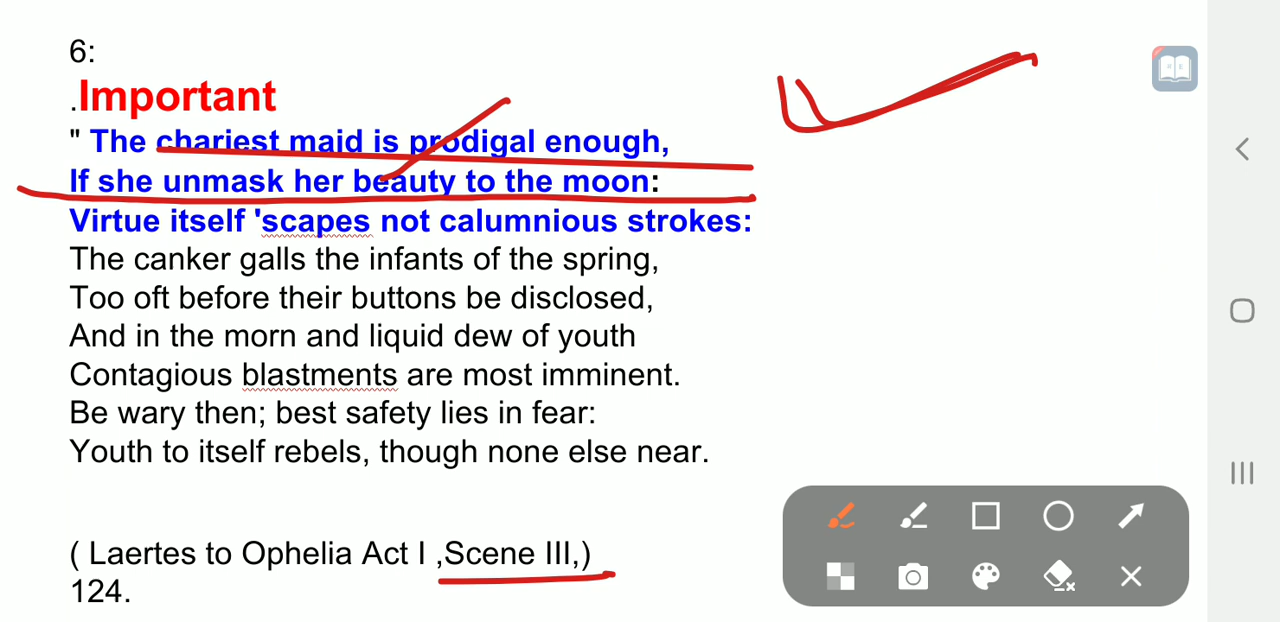 6:
.Important
" The chariest maid is prodigal enough,
If she unmask her beauty to the moon:
Virtue itself 'scapes not calumnious strokes:
The canker galls the infants of the spring,
Too oft before their buttons be disclosed,
And in the morn and liquid dew of youth
Contagious blastments are most imminent.
Be wary then; best safety lies in fear:
Youth to itself rebels, though none else near.
( Laertes to Ophelia Act I ,Scene III,)
124.